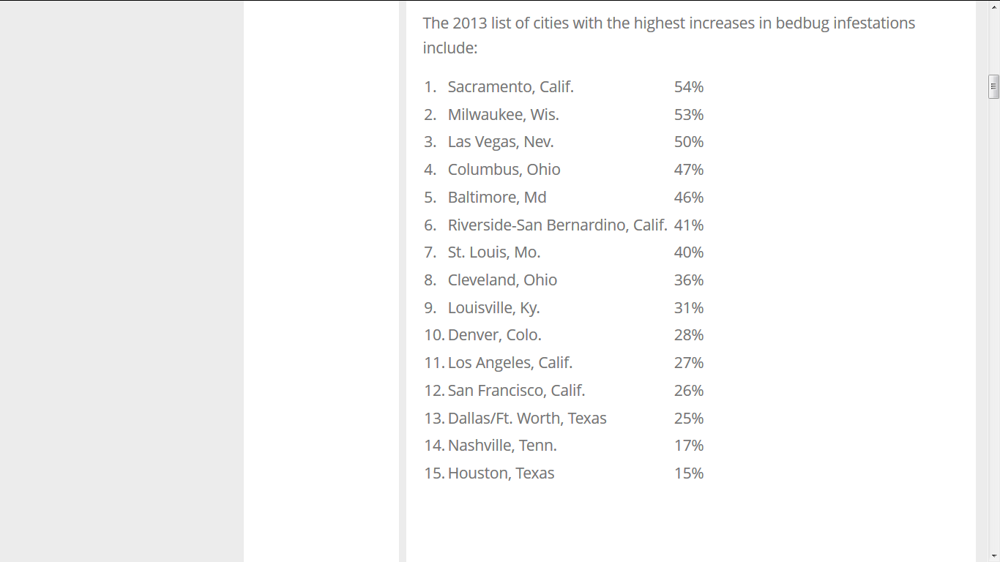 The 2013 list of cities with the highest increases in bedbug infestations
include:
1. Sacramento, Calif. 54%
2. Milwaukee, Wis. 53%
3. Las Vegas, Nev. 50%
4. Columbus, Ohio 47%
5. Baltimore, Md 46%
6. Riverside-San Bernardino, Calif. 41%
7. St. Louis, Mo. 40%
8. Cleveland, Ohio 36%
9. Louisville, Ky. 31%
10. Denver, Colo. 28%
11. Los Angeles, Calif. 27%
12. San Francisco, Calif. 26%
13. Dallas/Ft. Worth, Texas 25%
14. Nashville, Tenn. 17%
15. Houston, Texas 15%